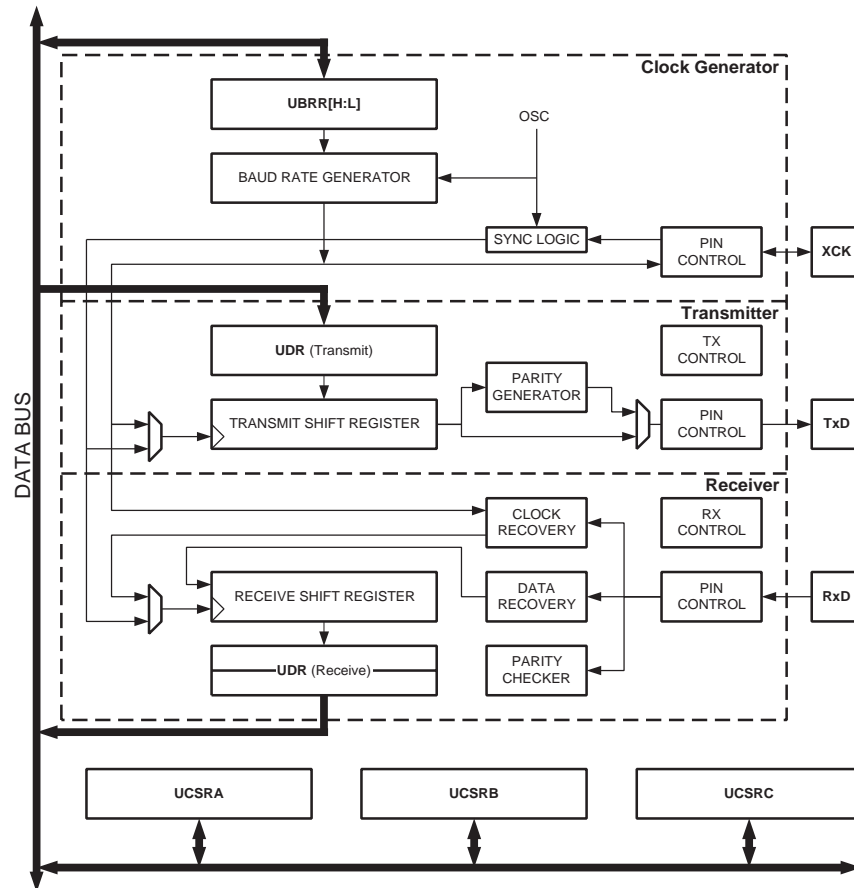 Clock Generator
UBRR[H:L]
OSC
BAUD RATE GENERATOR
SYNC LOGIC
PIN
CONTROL
XCK
Transmitter
UDR (Transmit)
TX
CONTROL
PARITY
GENERATOR
TRANSMIT SHIFT REGISTER
PIN
CONTROL
TxD
DATA BUS
Receiver
CLOCK
RECOVERY
RX
CONTROL
RECEIVE SHIFT REGISTER
DATA
RECOVERY
PIN
CONTROL
RxD
UDR (Receive)
PARITY
CHECKER
UCSRA
UCSRB
UCSRC